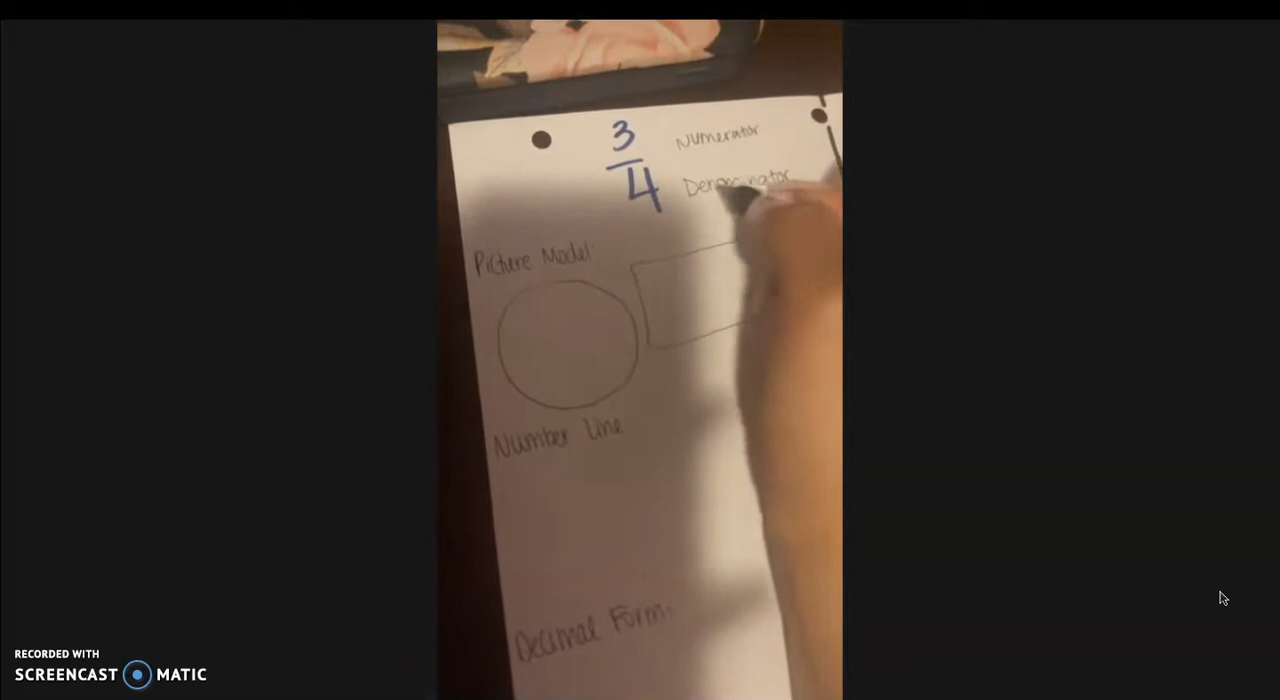 3
4
Numerator
Denominator
Picture Model
Number Line
Decimal Form:
RECORDED WITH
SCREENCAST MATIC